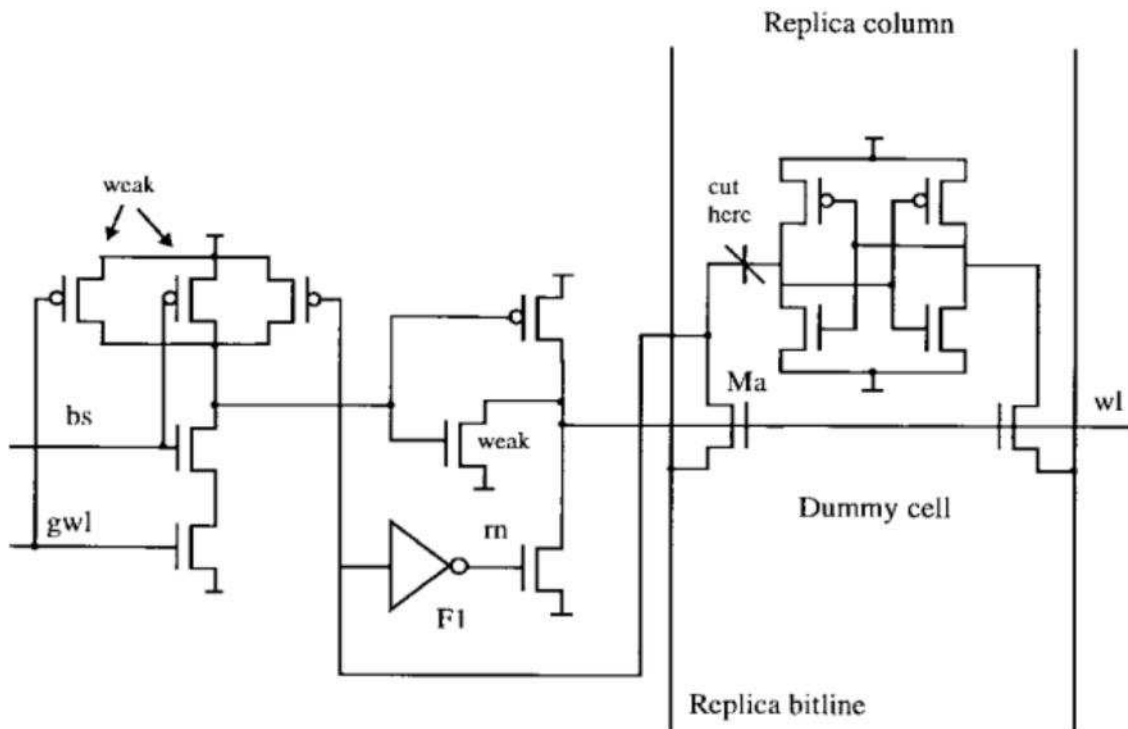 Replica column
weak
cut
here
bs
Ma
wl
weak
gwl
rn
Dummy cell
F1
Replica bitline